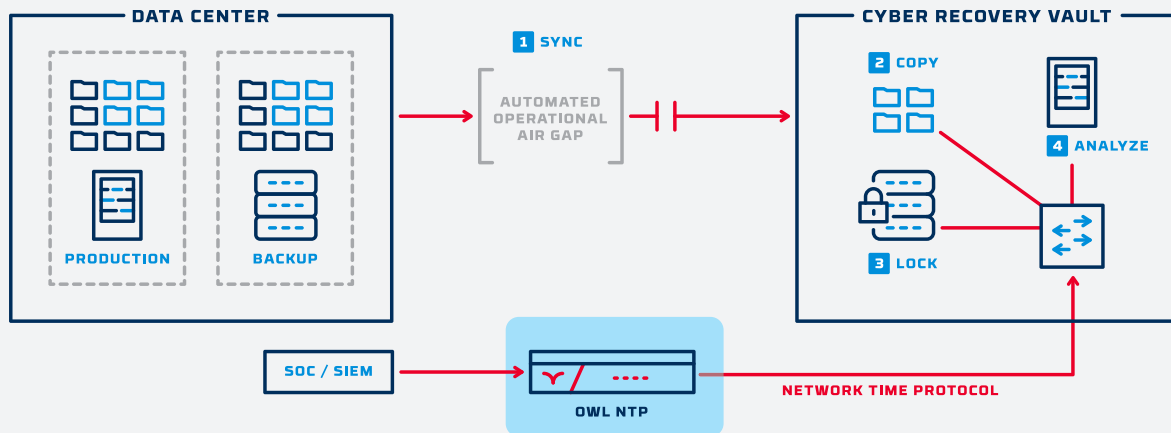 DATA CENTER
PRODUCTION
BACKUP
1 SYNC
AUTOMATED
OPERATIONAL
AIR GAP
CYBER RECOVERY VAULT
2 COPY
4 ANALYZE
3 LOCK
SOC / SIEM
OWL NTP
NETWORK TIME PROTOCOL